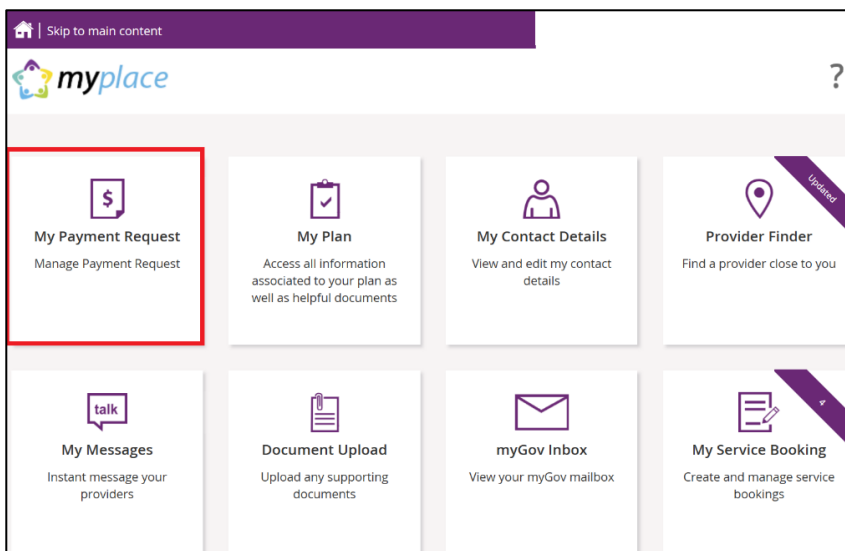 Skip to main content
myplace
?
$
Updated
My Payment Request
My Plan
My Contact Details
Provider Finder
Manage Payment Request
Access all information
associated to your plan as
well as helpful documents
View and edit my contact
details
Find a provider close to you
talk
4
My Messages
Document Upload
myGov Inbox
My Service Booking
Instant message your
providers
Upload any supporting
documents
View your myGov mailbox
Create and manage service
bookings